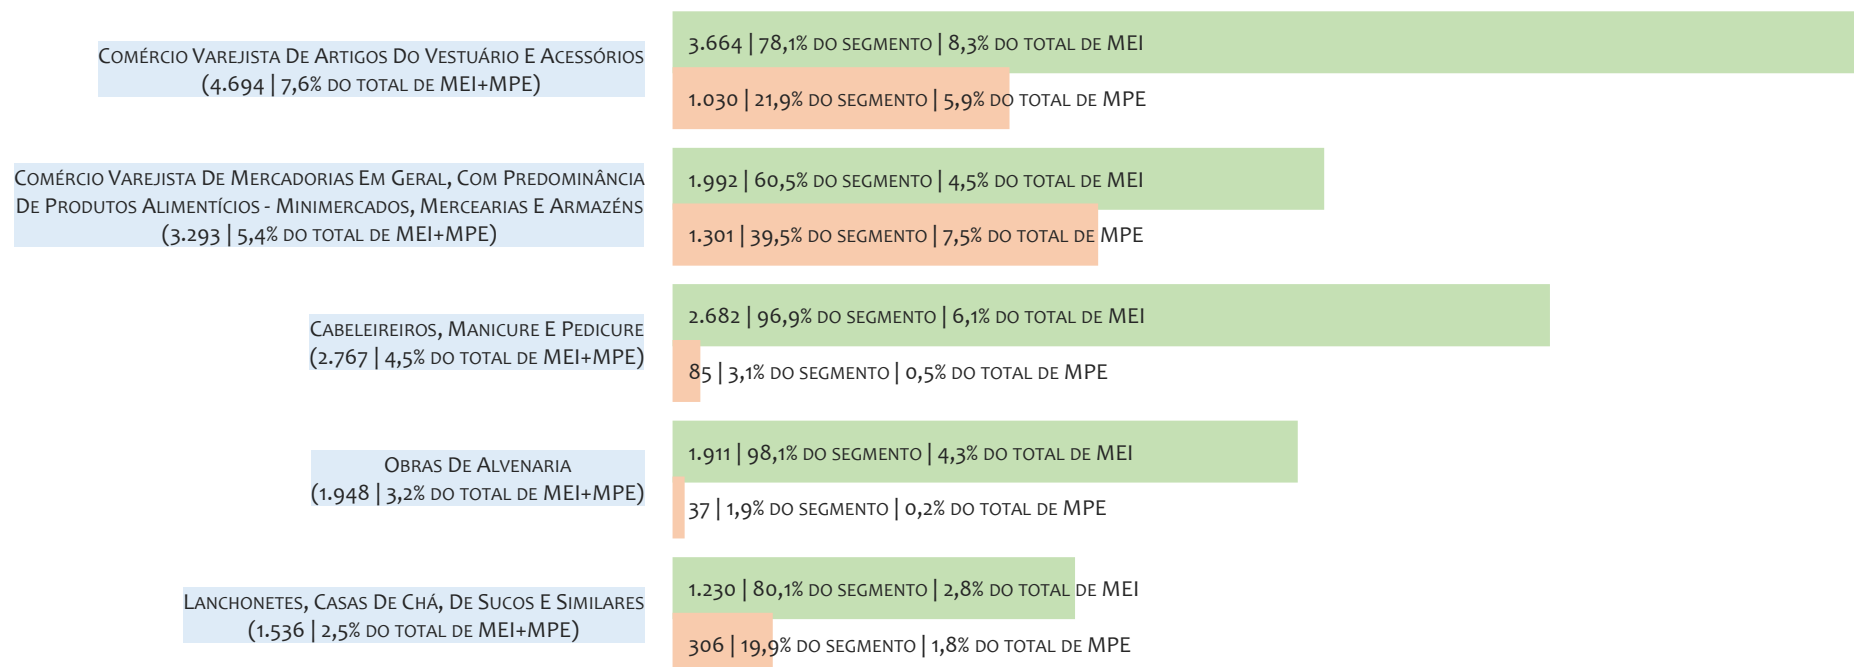 Comércio Varejista De Artigos Do Vestuário E Acessórios
(4.694 | 7,6% do total de MEI+MPE)
3.664 | 78,1% do segmento | 8,3% do total de MEI
1.030 | 21,9% do segmento | 5,9% do total de MPE
Comércio Varejista De Mercadorias Em Geral, Com Predominância
De Produtos Alimentícios - Minimercados, Mercearias E Armazéns
(3.293 | 5,4% do total de MEI+MPE)
1.992 | 60,5% do segmento | 4,5% do total de MEI
1.301 | 39,5% do segmento | 7,5% do total de MPE
Cabeleireiros, Manicure E Pedicure
(2.767 | 4,5% do total de MEI+MPE)
2.682 | 96,9% do segmento | 6,1% do total de MEI
85 | 3,1% do segmento | 0,5% do total de MPE
Obras De Alvenaria
(1.948 | 3,2% do total de MEI+MPE)
1.911 | 98,1% do segmento | 4,3% do total de MEI
37 | 1,9% do segmento | 0,2% do total de MPE
Lanchonetes, Casas De Chá, De Sucos E Similares
(1.536 | 2,5% do total de MEI+MPE)
1.230 | 80,1% do segmento | 2,8% do total de MEI
306 | 19,9% do segmento | 1,8% do total de MPE